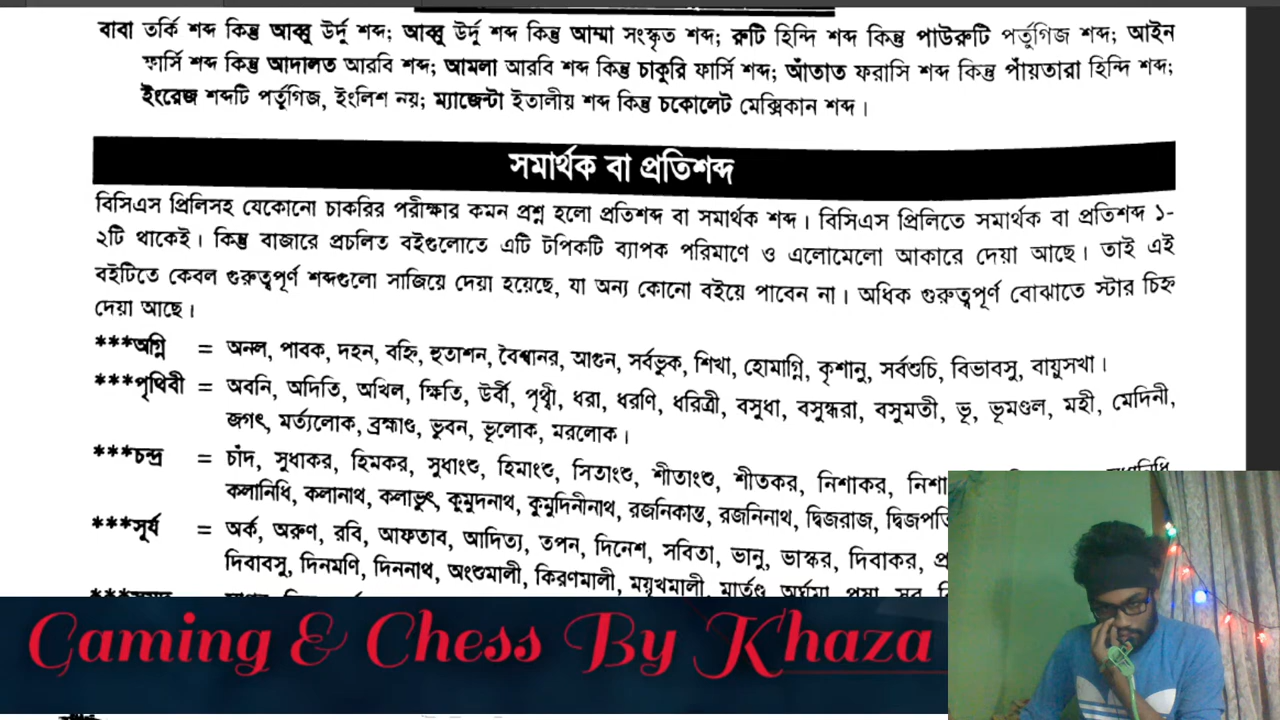 বাবা তুর্কি শব্দ কিন্তু আব্বু উর্দু শব্দ; আব্বু উর্দু শব্দ কিন্তু আম্মা সংস্কৃত শব্দ; রুটি হিন্দি শব্দ কিন্তু পাউরুটি পর্তুগিজ শব্দ; আইন
ফার্সি শব্দ কিন্তু আদালত আরবি শব্দ; আমলা আরবি শব্দ কিন্তু চাকুরি ফার্সি শব্দ; আঁতাত ফরাসি শব্দ কিন্তু পাঁয়তারা হিন্দি শব্দ;
ইংরেজ শব্দটি পর্তুগিজ, ইংলিশ নয়; ম্যাজেন্টা ইতালীয় শব্দ কিন্তু চকোলেট মেক্সিকান শব্দ।
সমার্থক বা প্রতিশব্দ
বিসিএস প্রিলিসহ যেকোনো চাকরির পরীক্ষার কমন প্রশ্ন হলো প্রতিশব্দ বা সমার্থক শব্দ। বিসিএস প্রিলিতে সমার্থক বা প্রতিশব্দ ১-
২টি থাকেই। কিন্তু বাজারে প্রচলিত বইগুলোতে এটি টপিকটি ব্যাপক পরিমাণে ও এলোমেলো আকারে দেয়া আছে। তাই এই
বইটিতে কেবল গুরুত্বপূর্ণ শব্দগুলো সাজিয়ে দেয়া হয়েছে, যা অন্য কোনো বইয়ে পাবেন না। অধিক গুরুত্বপূর্ণ বোঝাতে স্টার চিহ্ন
দেয়া আছে।
***অগ্নি = অনল, পাবক, দহন, বহ্নি, হুতাশন, বৈশ্বানর, আগুন, সর্বভুক, শিখা, হোমাগ্নি, কৃশানু, সর্বশুচি, বিভাবসু, বায়ুসখা।
***পৃথিবী = অবনি, অদিতি, অখিল, ক্ষিতি, উর্বী, পৃথ্বী, ধরা, ধরণি, ধরিত্রী, বসুধা, বসুন্ধরা, বসুমতী, ভূ, ভূমণ্ডল, মহী, মেদিনী,
জগৎ, মর্ত্যলোক, ব্রহ্মাণ্ড, ভুবন, ভূলোক, মরলোক।
***চন্দ্র = চাঁদ, সুধাকর, হিমকর, সুধাংশু, হিমাংশু, সিতাংশু, শীতাংশু, শীতকর, নিশাকর,
কলানিধি, কলানাথ, কলাভুৎ, কুমুদনাথ, কুমুদিনীনাথ, রজনিকান্ত, রজনিনাথ, দ্বিজরাজ, দ্বিজপতি
***সূর্য = অর্ক, অরুণ, রবি, আফতাব, আদিত্য, তপন, দিনেশ, সবিতা, ভানু, ভাস্কর, দিবাকর,
দিবাবসু, দিনমণি, দিননাথ, অংশুমালী, কিরণমালী, ময়ূখমালী, মার্তণ্ড
Gaming & Chess By Khaza